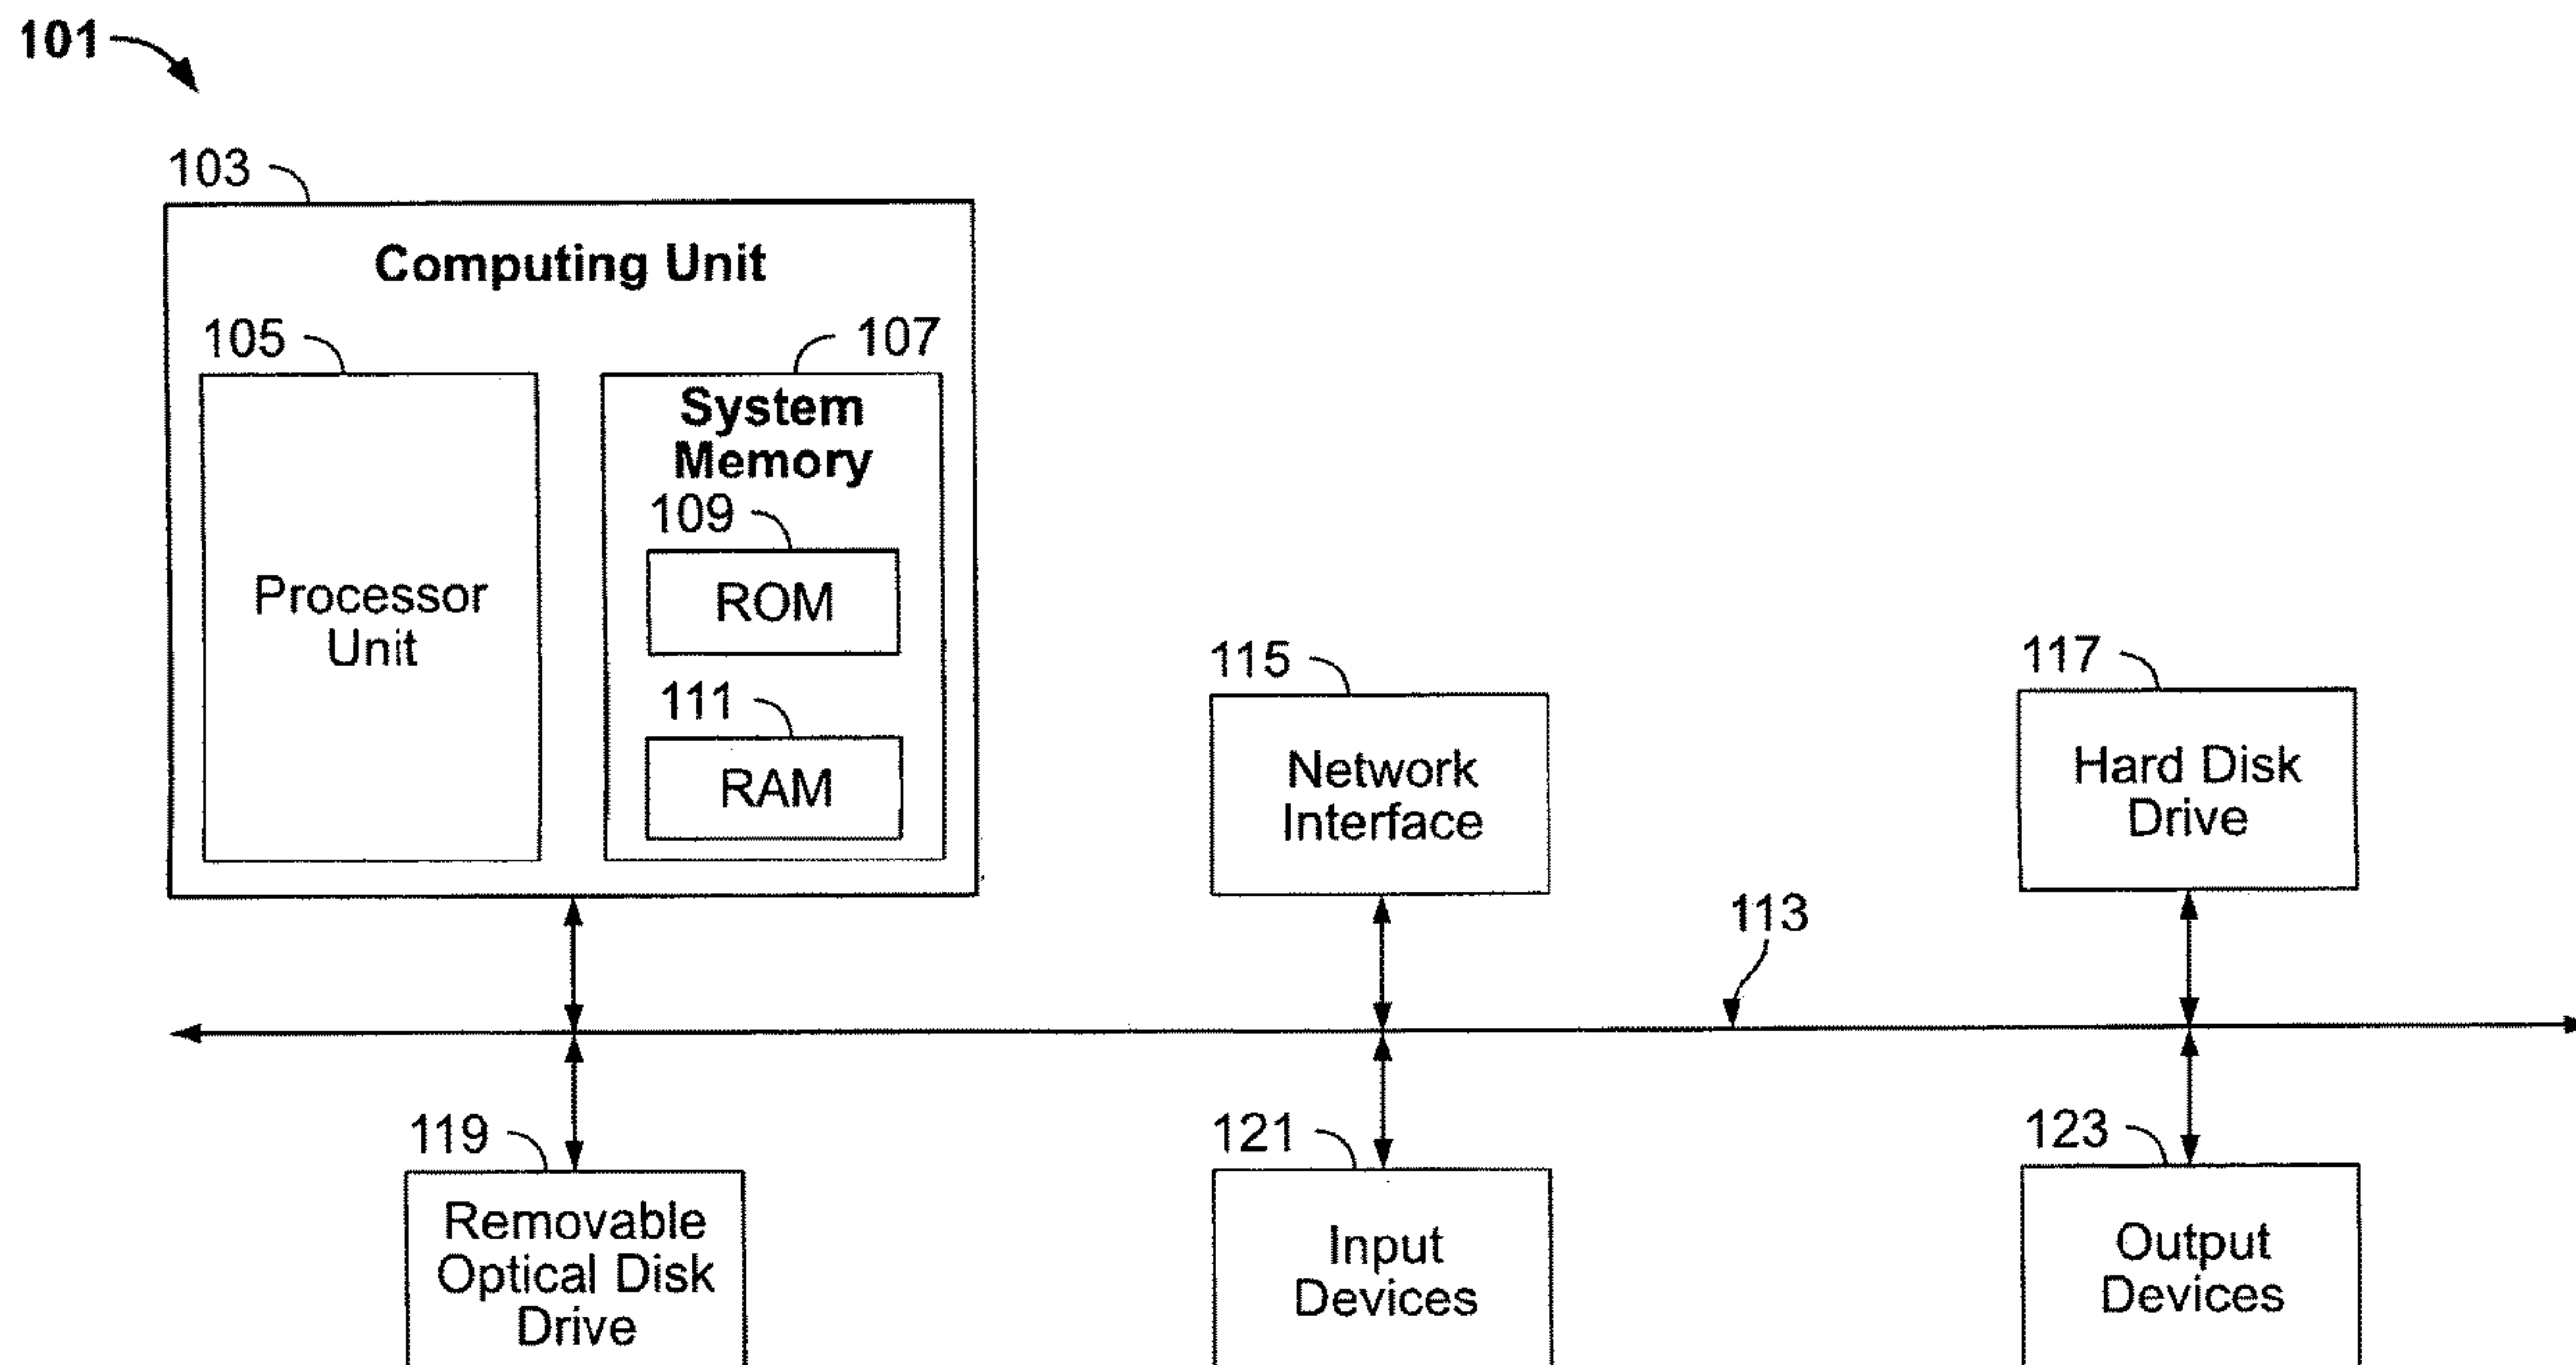 101
103
Computing Unit
105
107
System
Memory
Processor
Unit
109
ROM
111
RAM
115
Network
Interface
117
Hard Disk
Drive
113
119
Removable
Optical Disk
Drive
121
Input
Devices
123
Output
Devices